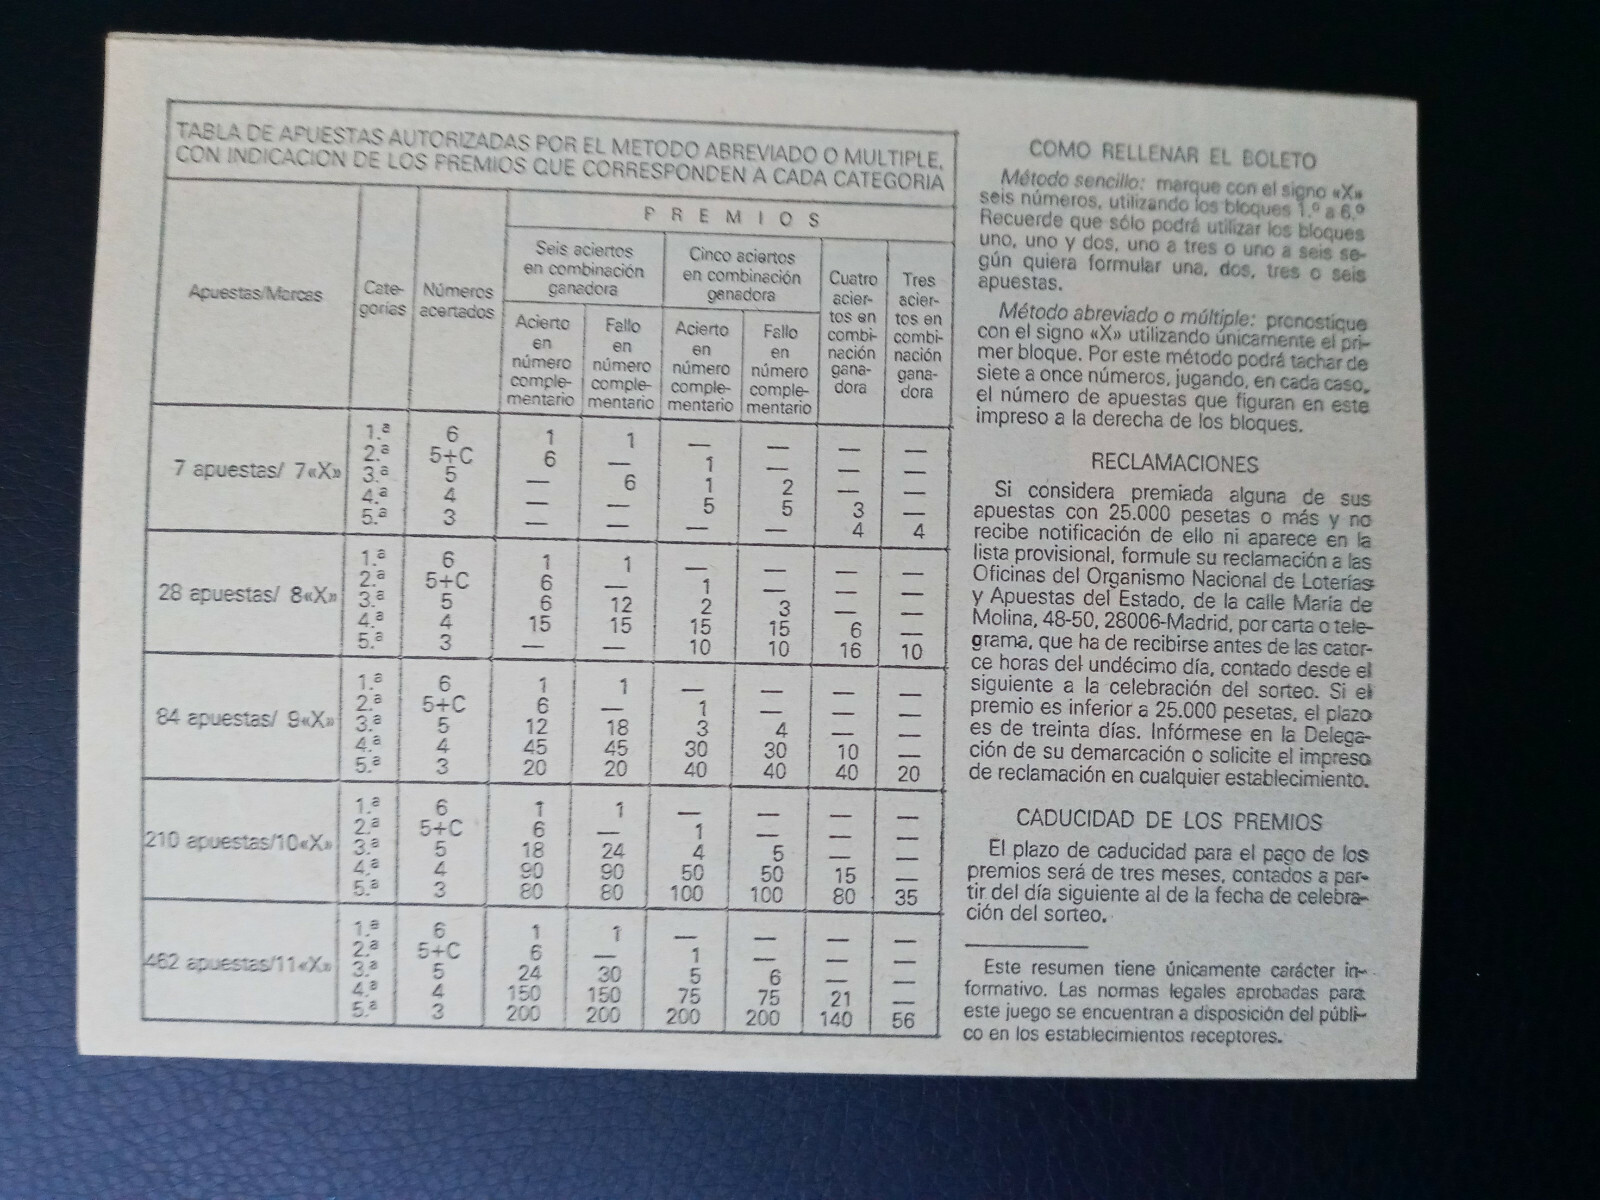 TABLA DE APUESTAS AUTORIZADAS POR EL METODO ABREVIADO O MULTIPLE,
CON INDICACION DE LOS PREMIOS QUE CORRESPONDEN A CADA CATEGORIA
Apuestas/Marcas
Cate-
gorías
Números
acertados
PREMIOS
Seis aciertos
en combinación
ganadora
Cinco aciertos
en combinación
ganadora
Acierto
en
número
comple-
mentario
Fallo
en
número
comple-
mentario
Acierto
en
número
comple-
mentario
Fallo
en
número
comple-
mentario
Cuatro
acier-
tos en
combi-
nación
gana-
dora
Tres
acier-
tos en
combi-
nación
gana-
dora
7 apuestas/ 7«X»
1.ª 6 1 1 — — — —
2.ª 5+C 6 — 1 — — —
3.ª 5 — 6 1 2 — —
4.ª 4 — — 5 5 3 —
5.ª 3 — — — — 4 4
28 apuestas/ 8«X»
1.ª 6 1 1 — — — —
2.ª 5+C 6 — 1 — — —
3.ª 5 6 12 2 3 — —
4.ª 4 15 15 15 15 6 —
5.ª 3 — — 10 10 16 10
84 apuestas/ 9«X»
1.ª 6 1 1 — — — —
2.ª 5+C 6 — 1 — — —
3.ª 5 12 18 3 4 — —
4.ª 4 45 45 30 30 10 —
5.ª 3 20 20 40 40 40 20
210 apuestas/10«X»
1.ª 6 1 1 — — — —
2.ª 5+C 6 — 1 — — —
3.ª 5 18 24 4 5 — —
4.ª 4 90 90 50 50 15 —
5.ª 3 80 80 100 100 80 35
462 apuestas/11«X»
1.ª 6 1 1 — — — —
2.ª 5+C 6 — 1 — — —
3.ª 5 24 30 5 6 — —
4.ª 4 150 150 75 75 21 —
5.ª 3 200 200 200 200 140 56
COMO RELLENAR EL BOLETO
Método sencillo: marque con el signo «X»
seis números, utilizando los bloques 1.º a 6.º
Recuerde que sólo podrá utilizar los bloques
uno, uno y dos, uno a tres o uno a seis se-
gún quiera formular una, dos, tres o seis
apuestas.
Método abreviado o múltiple: pronostique
con el signo «X» utilizando únicamente el pri-
mer bloque. Por este método podrá tachar de
siete a once números, jugando, en cada caso,
el número de apuestas que figuran en este
impreso a la derecha de los bloques.
RECLAMACIONES
Si considera premiada alguna de sus
apuestas con 25.000 pesetas o más y no
recibe notificación de ello ni aparece en la
lista provisional, formule su reclamación a las
Oficinas del Organismo Nacional de Loterías
y Apuestas del Estado, de la calle María de
Molina, 48-50, 28006-Madrid, por carta o tele-
grama, que ha de recibirse antes de las cator-
ce horas del undécimo día, contado desde el
siguiente a la celebración del sorteo. Si el
premio es inferior a 25.000 pesetas, el plazo
es de treinta días. Infórmese en la Delega-
ción de su demarcación o solicite el impreso
de reclamación en cualquier establecimiento.
CADUCIDAD DE LOS PREMIOS
El plazo de caducidad para el pago de los
premios será de tres meses, contados a par-
tir del día siguiente al de la fecha de celebra-
ción del sorteo.
Este resumen tiene únicamente carácter in-
formativo. Las normas legales aprobadas para
este juego se encuentran a disposición del públi-
co en los establecimientos receptores.